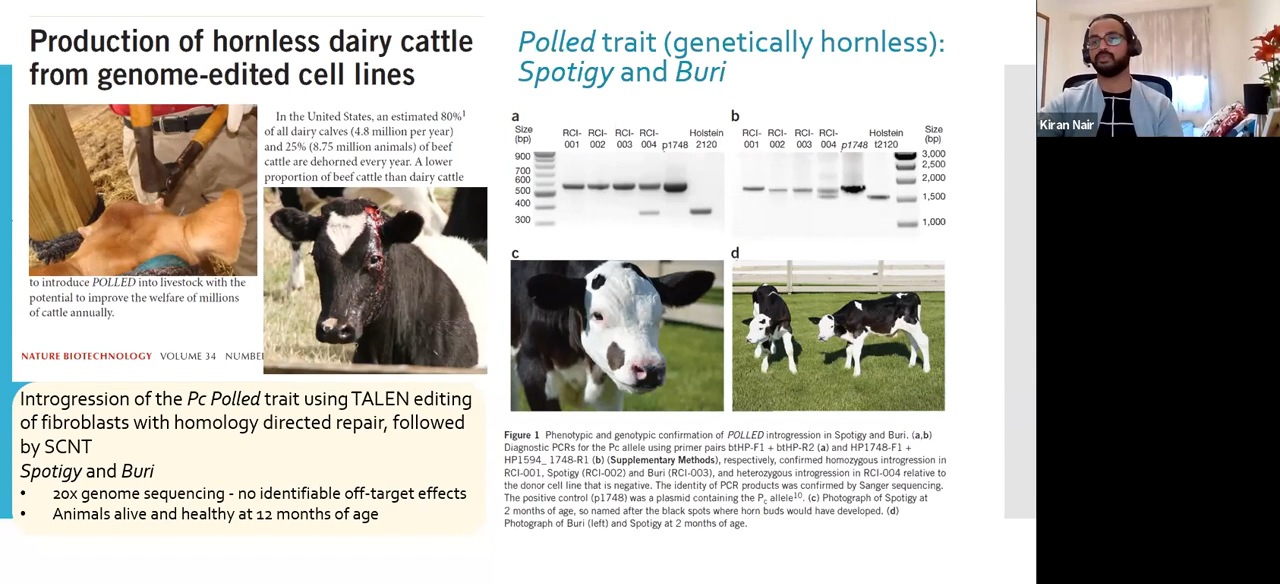 Production of hornless dairy cattle
from genome-edited cell lines
In the United States, an estimated 80%1
of all dairy calves (4.8 million per year)
and 25% (8.75 million animals) of beef
cattle are dehorned every year. A lower
proportion of beef cattle than dairy cattle
to introduce POLLED into livestock with the
potential to improve the welfare of millions
of cattle annually.
NATURE BIOTECHNOLOGY VOLUME 34 NUMBE
Introgression of the Pc Polled trait using TALEN editing
of fibroblasts with homology directed repair, followed
by SCNT
Spotigy and Buri
• 20x genome sequencing - no identifiable off-target effects
• Animals alive and healthy at 12 months of age
Polled trait (genetically hornless):
Spotigy and Buri
a
Size
(bp)
RCI-
001
RCI-
002
RCI-
003
RCI-
004
p1748
Holstein
2120
900
700
600
500
400
300
b
RCI-
001
RCI-
002
RCI-
003
RCI-
004
p1748
Holstein
t2120
Size
(bp)
3,000
2,500
2,000
1,500
1,000
c
d
Figure 1 Phenotypic and genotypic confirmation of POLLED introgression in Spotigy and Buri. (a,b)
Diagnostic PCRs for the Pc allele using primer pairs btHP-F1 + btHP-R2 (a) and HP1748-F1 +
HP1594_ 1748-R1 (b) (Supplementary Methods), respectively, confirmed homozygous introgression in
RCI-001, Spotigy (RCI-002) and Buri (RCI-003), and heterozygous introgression in RCI-004 relative to
the donor cell line that is negative. The identity of PCR products was confirmed by Sanger sequencing.
The positive control (p1748) was a plasmid containing the Pc allele10. (c) Photograph of Spotigy at
2 months of age, so named after the black spots where horn buds would have developed. (d)
Photograph of Buri (left) and Spotigy at 2 months of age.
Kiran Nair